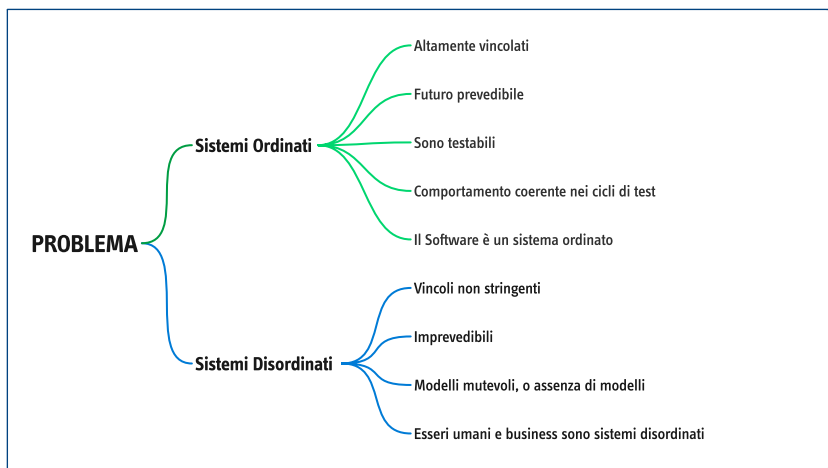 PROBLEMA
Sistemi Ordinati
Altamente vincolati
Futuro prevedibile
Sono testabili
Comportamento coerente nei cicli di test
Il Software è un sistema ordinato
Sistemi Disordinati
Vincoli non stringenti
Imprevedibili
Modelli mutevoli, o assenza di modelli
Esseri umani e business sono sistemi disordinati